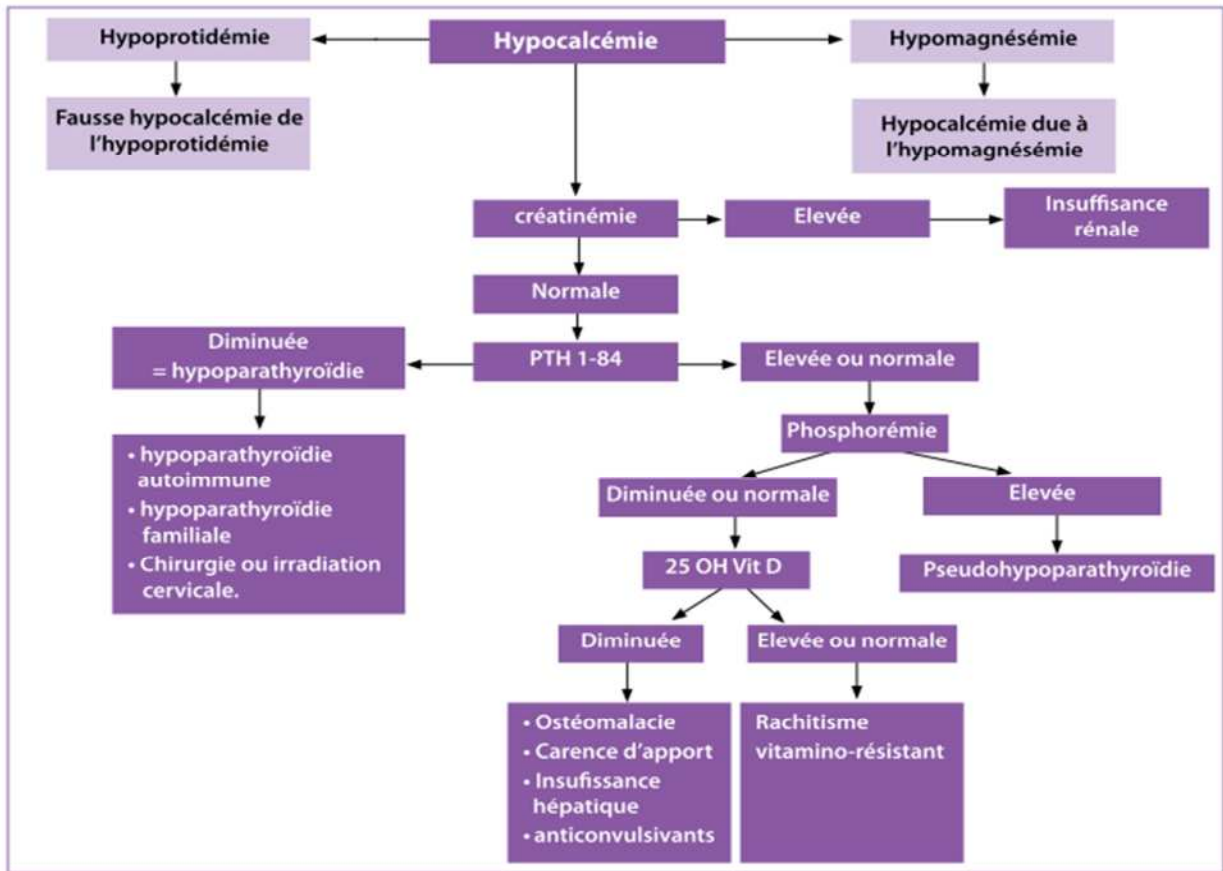 Hypoprotidémie
Hypocalcémie
Hypomagnésémie
Fausse hypocalcémie de
l'hypoprotidémie
Hypocalcémie due à
l'hypomagnésémie
créatinémie
Elevée
Insuffisance
rénale
Normale
Diminuée
= hypoparathyroïdie
PTH 1-84
Elevée ou normale
• hypoparathyroïdie
autoimmune
• hypoparathyroïdie
familiale
• Chirurgie ou irradiation
cervicale.
Phosphorémie
Diminuée ou normale
Elevée
25 OH Vit D
Pseudohypoparathyroïdie
Diminuée
Elevée ou normale
• Ostéomalacie
• Carence d'apport
• Insufissance
hépatique
• anticonvulsivants
Rachitisme
vitamino-résistant